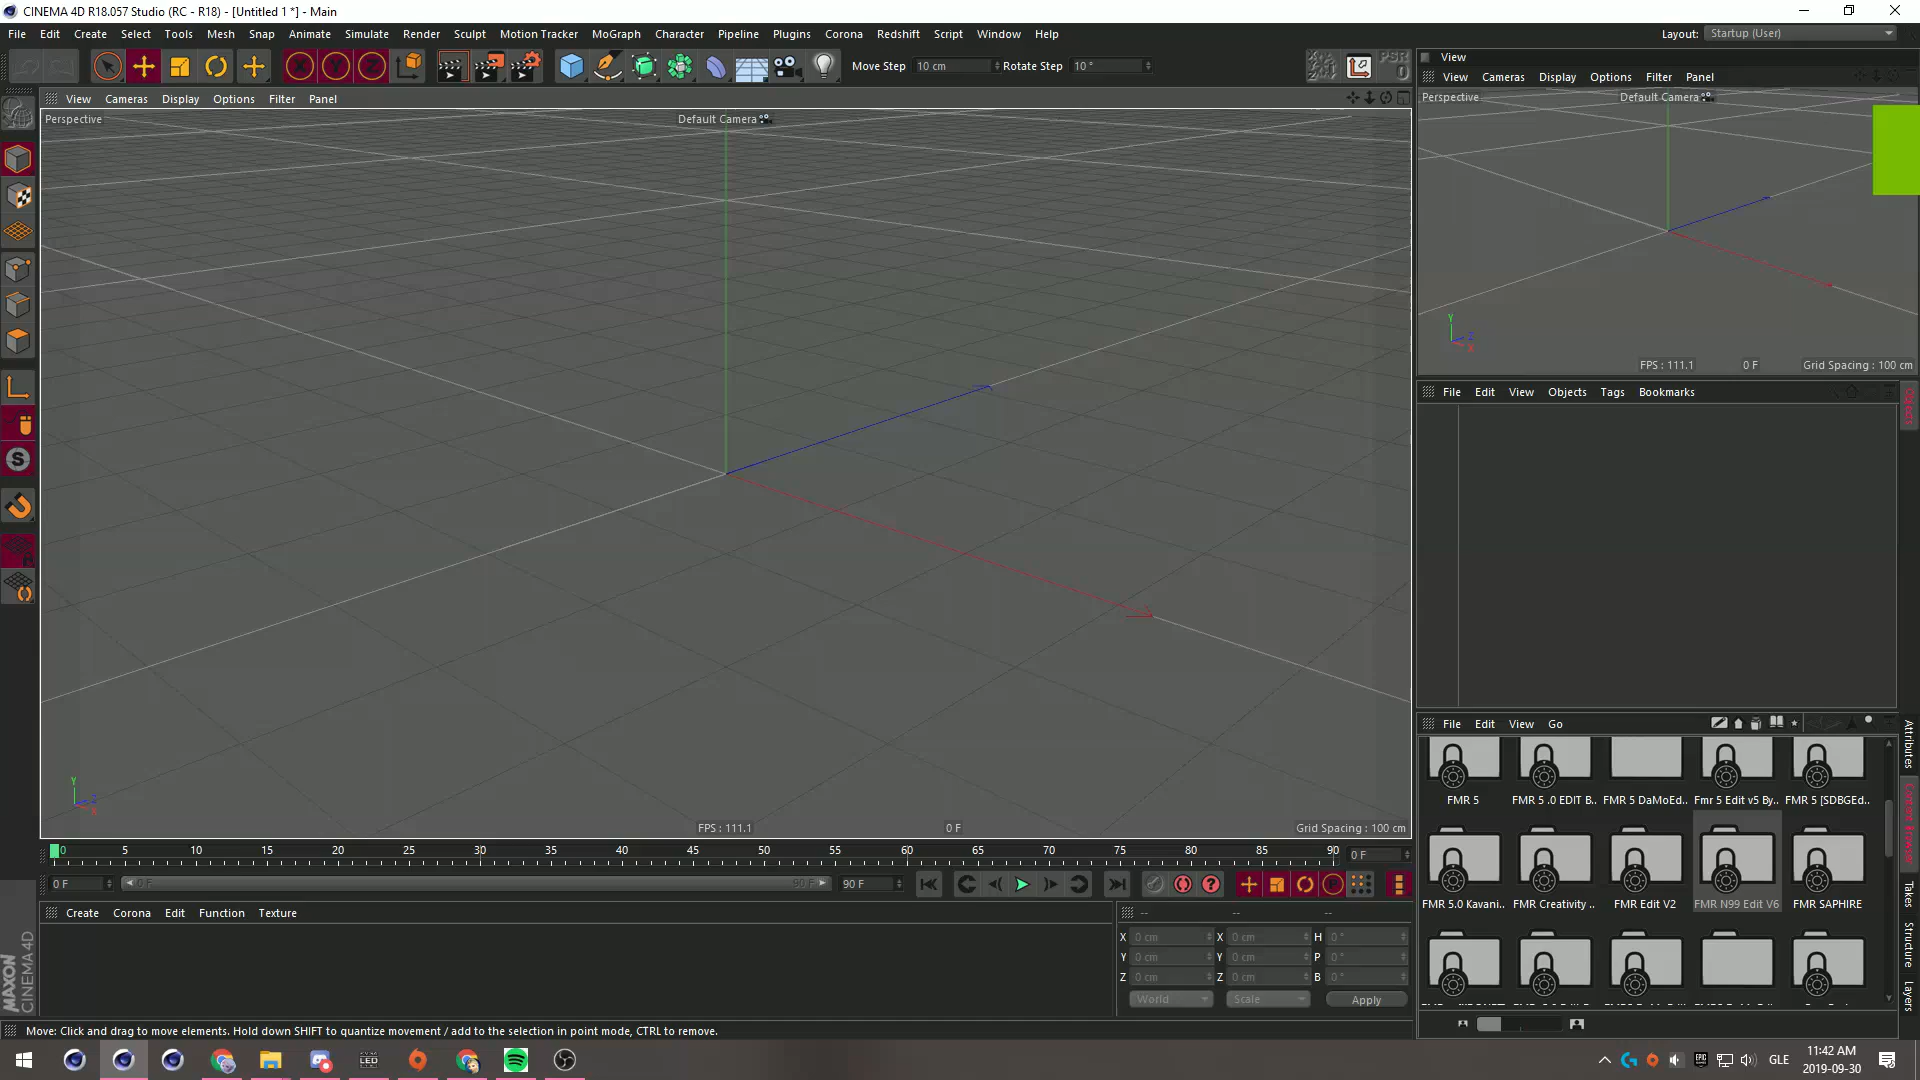 CINEMA 4D R18.057 Studio (RC - R18) - [Untitled 1 *] - Main
File Edit Create Select Tools Mesh Snap Animate Simulate Render Sculpt Motion Tracker MoGraph Character Pipeline Plugins Corona Redshift Script Window Help
Layout: Startup (User)
X Y Z
Move Step 10 cm Rotate Step 10 °
PSR
0
View Cameras Display Options Filter Panel
Perspective
Default Camera
Y
Z
X
FPS : 111.1
0 F
Grid Spacing : 100 cm
View
View Cameras Display Options Filter Panel
Perspective
Default Camera
Y
Z
X
FPS : 111.1
0 F
Grid Spacing : 100 cm
File Edit View Objects Tags Bookmarks
Objects
File Edit View Go
Attributes
Content Browser
Takes
Structure
Layers
FMR 5
FMR 5 .0 EDIT B..
FMR 5 DaMoEd..
Fmr 5 Edit v5 By..
FMR 5 [SDBGEd..
FMR 5.0 Kavani..
FMR Creativity ..
FMR Edit V2
FMR N99 Edit V6
FMR SAPHIRE
0 5 10 15 20 25 30 35 40 45 50 55 60 65 70 75 80 85 90
0 F
0 F
0 F
90 F
90 F
Create Corona Edit Function Texture
-- -- --
X 0 cm X 0 cm H 0 °
Y 0 cm Y 0 cm P 0 °
Z 0 cm Z 0 cm B 0 °
World Scale Apply
MAXON
CINEMA 4D
Move: Click and drag to move elements. Hold down SHIFT to quantize movement / add to the selection in point mode, CTRL to remove.
LED
EPIC
GLE
11:42 AM
2019-09-30